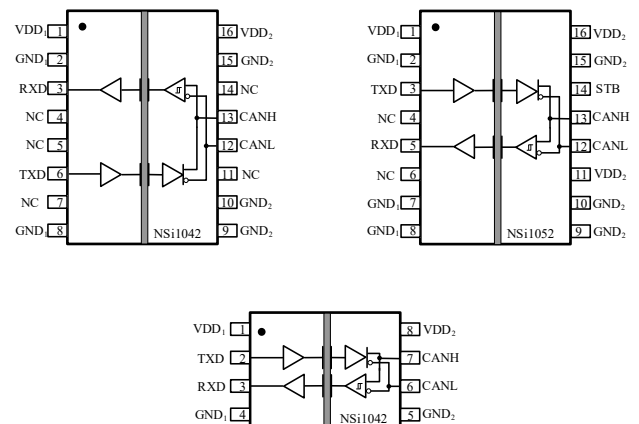 VDD₁ 1 16 VDD₂
GND₁ 2 15 GND₂
RXD 3 14 NC
NC 4 13 CANH
NC 5 12 CANL
TXD 6 11 NC
NC 7 10 GND₂
GND₁ 8 9 GND₂
NSi1042
VDD₁ 1 16 VDD₂
GND₁ 2 15 GND₂
TXD 3 14 STB
NC 4 13 CANH
RXD 5 12 CANL
NC 6 11 VDD₂
GND₁ 7 10 GND₂
GND₁ 8 9 GND₂
NSi1052
VDD₁ 1 8 VDD₂
TXD 2 7 CANH
RXD 3 6 CANL
GND₁ 4 5 GND₂
NSi1042